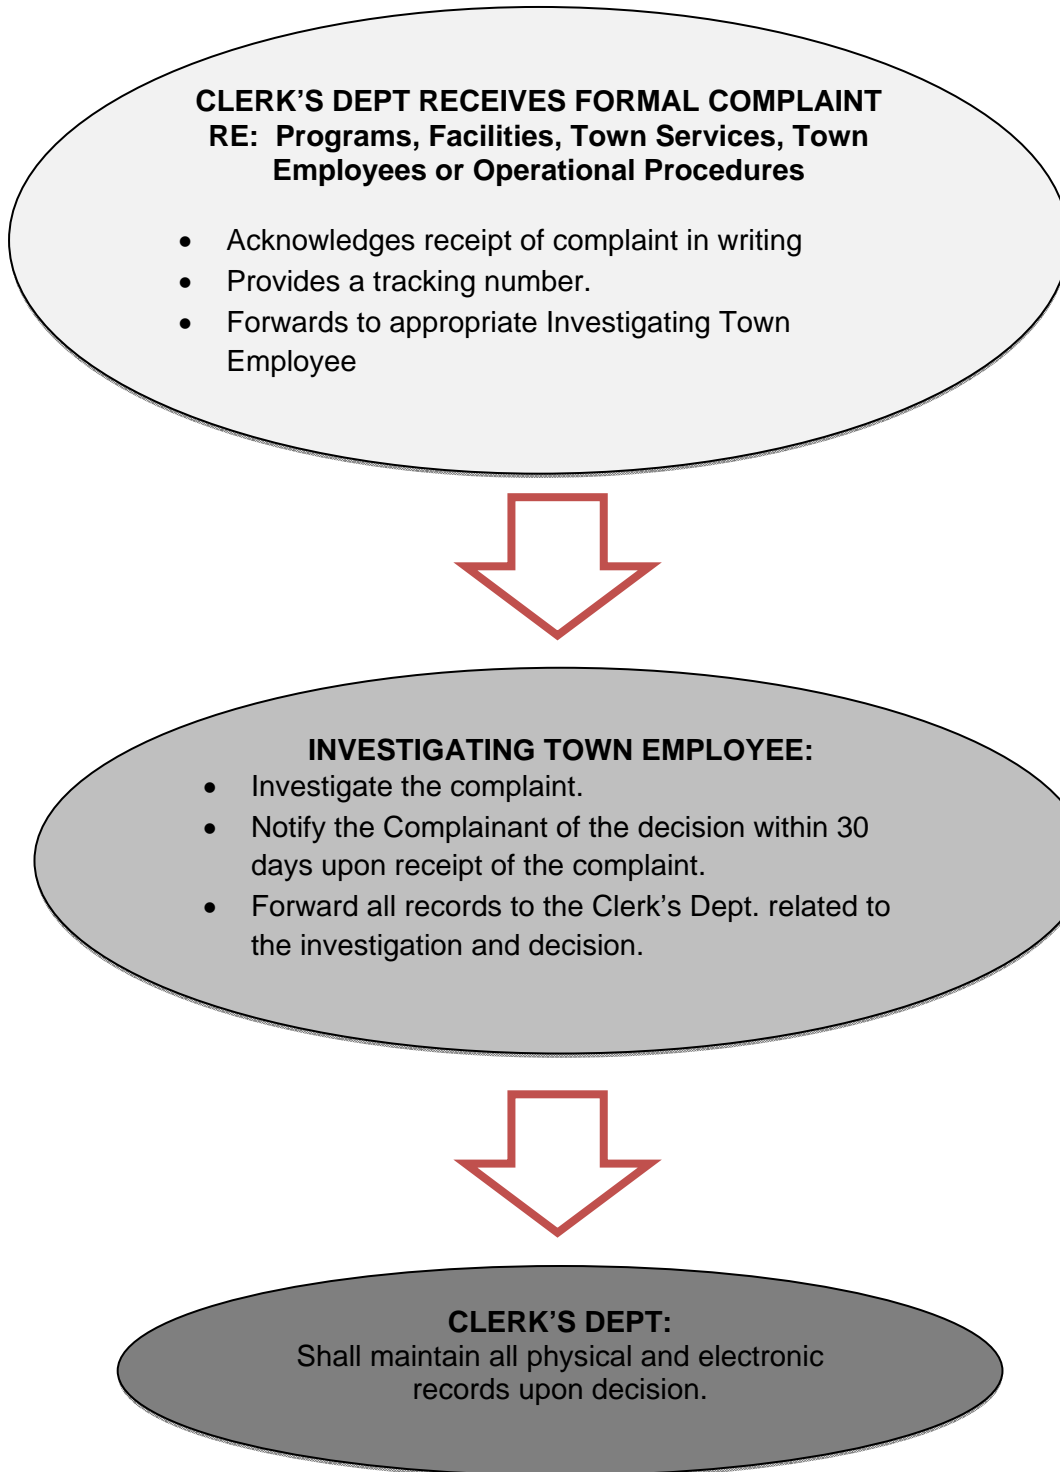 CLERK’S DEPT RECEIVES FORMAL COMPLAINT
RE:  Programs, Facilities, Town Services, Town
Employees or Operational Procedures
• Acknowledges receipt of complaint in writing
• Provides a tracking number.
• Forwards to appropriate Investigating Town
Employee
INVESTIGATING TOWN EMPLOYEE:
• Investigate the complaint.
• Notify the Complainant of the decision within 30
days upon receipt of the complaint.
• Forward all records to the Clerk’s Dept. related to
the investigation and decision.
CLERK’S DEPT:
Shall maintain all physical and electronic
records upon decision.